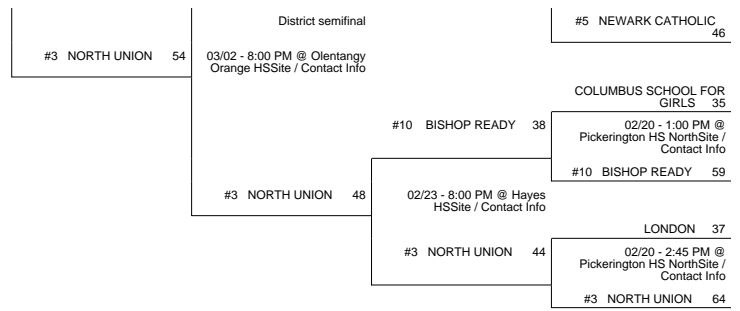 District semifinal
#5 NEWARK CATHOLIC
46
#3 NORTH UNION 54
03/02 - 8:00 PM @ Olentangy
Orange HSSite / Contact Info
COLUMBUS SCHOOL FOR
GIRLS 35
#10 BISHOP READY 38
02/20 - 1:00 PM @
Pickerington HS NorthSite /
Contact Info
#10 BISHOP READY 59
#3 NORTH UNION 48
02/23 - 8:00 PM @ Hayes
HSSite / Contact Info
LONDON 37
#3 NORTH UNION 44
02/20 - 2:45 PM @
Pickerington HS NorthSite /
Contact Info
#3 NORTH UNION 64